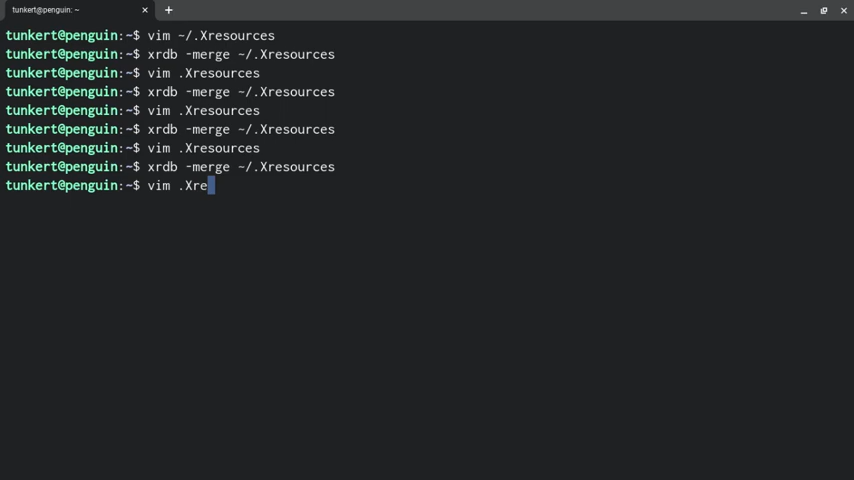 tunkert@penguin: ~
tunkert@penguin:~$ vim ~/.Xresources
tunkert@penguin:~$ xrdb -merge ~/.Xresources
tunkert@penguin:~$ vim .Xresources
tunkert@penguin:~$ xrdb -merge ~/.Xresources
tunkert@penguin:~$ vim .Xresources
tunkert@penguin:~$ xrdb -merge ~/.Xresources
tunkert@penguin:~$ vim .Xresources
tunkert@penguin:~$ xrdb -merge ~/.Xresources
tunkert@penguin:~$ vim .Xre